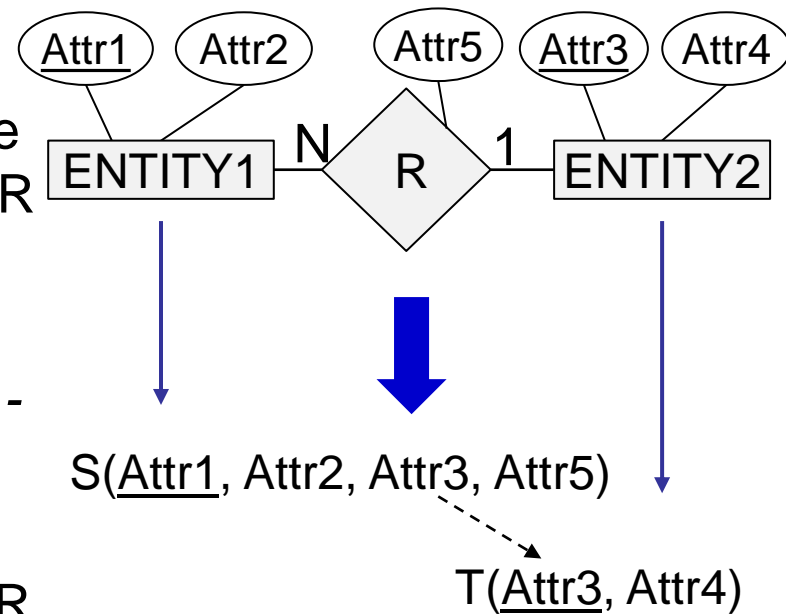 Attr1 Attr2 Attr5 Attr3 Attr4
e
ENTITY1 N R 1 ENTITY2
R
-
S(Attr1, Attr2, Attr3, Attr5)
T(Attr3, Attr4)
R